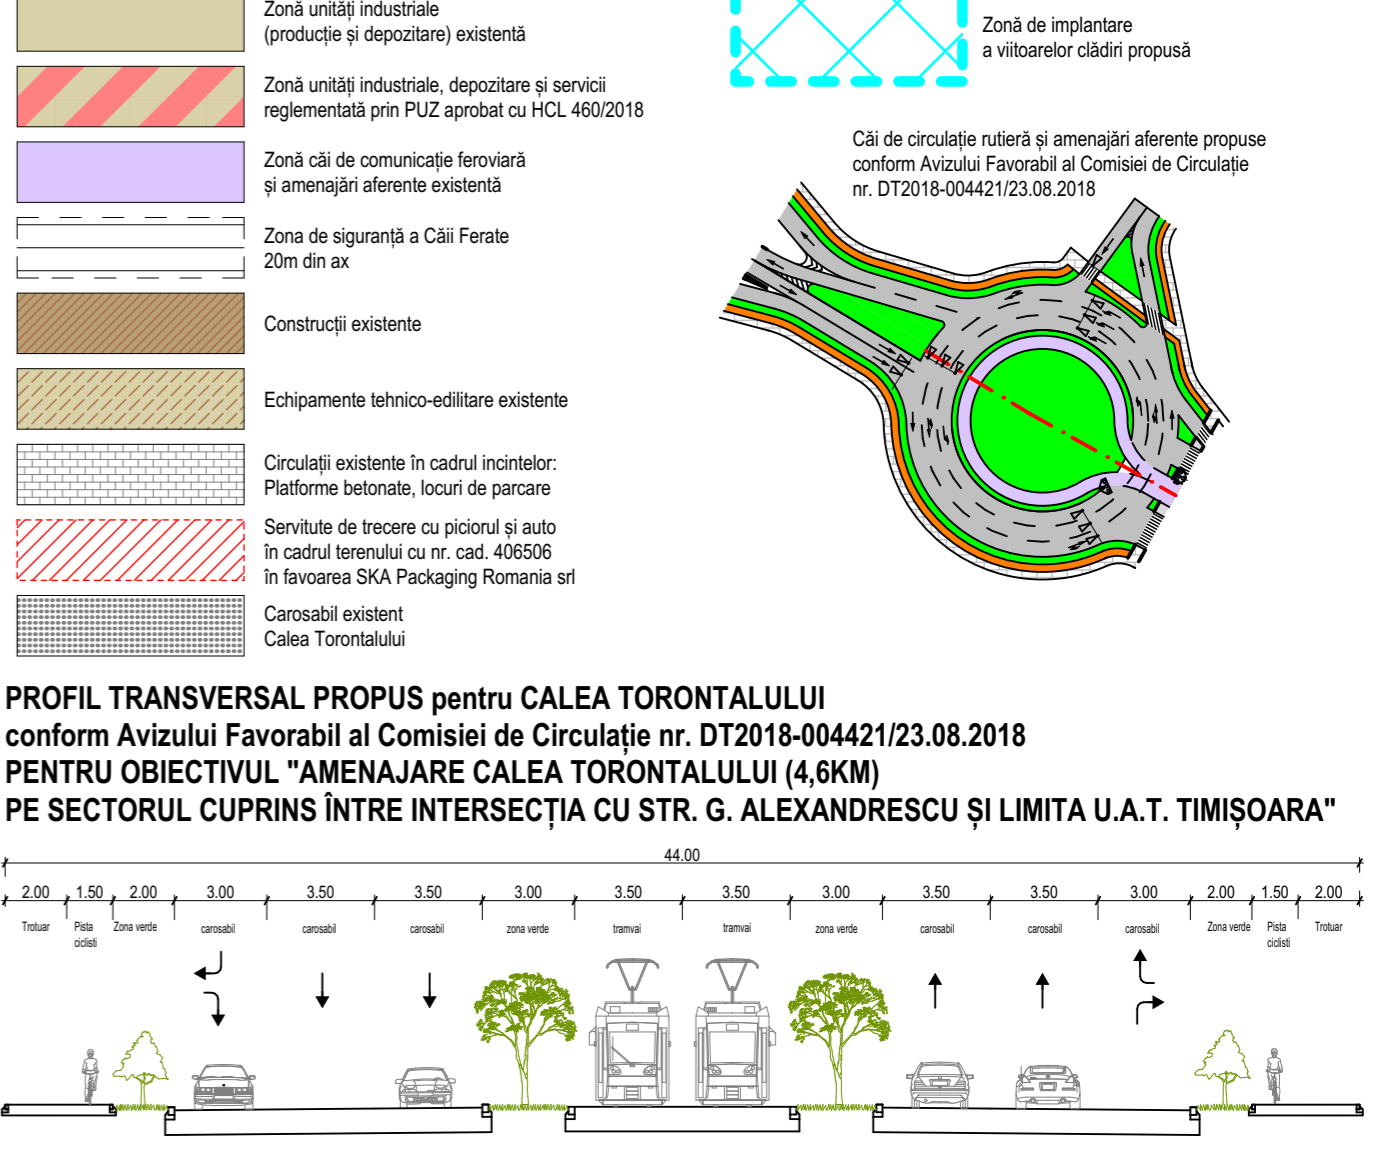 Zonă unități industriale
(producție și depozitare) existentă
Zonă unități industriale, depozitare și servicii
reglementată prin PUZ aprobat cu HCL 460/2018
Zonă căi de comunicație feroviară
și amenajări aferente existentă
Zona de siguranță a Căii Ferate
20m din ax
Construcții existente
Echipamente tehnico-edilitare existente
Circulații existente în cadrul incintelor:
Platforme betonate, locuri de parcare
Servitute de trecere cu piciorul și auto
în cadrul terenului cu nr. cad. 406506
în favoarea SKA Packaging Romania srl
Carosabil existent
Calea Torontalului
Zonă de implantare
a viitoarelor clădiri propusă
Căi de circulație rutieră și amenajări aferente propuse
conform Avizului Favorabil al Comisiei de Circulație
nr. DT2018-004421/23.08.2018
PROFIL TRANSVERSAL PROPUS pentru CALEA TORONTALULUI
conform Avizului Favorabil al Comisiei de Circulație nr. DT2018-004421/23.08.2018
PENTRU OBIECTIVUL "AMENAJARE CALEA TORONTALULUI (4,6KM)
PE SECTORUL CUPRINS ÎNTRE INTERSECȚIA CU STR. G. ALEXANDRESCU ȘI LIMITA U.A.T. TIMIȘOARA"
44.00
2.00 1.50 2.00 3.00 3.50 3.50 3.00 3.50 3.50 3.00 3.50 3.50 3.00 2.00 1.50 2.00
Trotuar Pista Zona verde carosabil carosabil carosabil zona verde tramvai tramvai zona verde carosabil carosabil carosabil Zona verde Pista Trotuar
ciclisti ciclisti